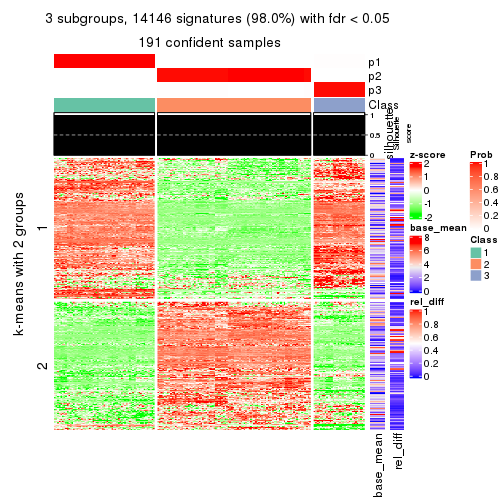 3 subgroups, 14146 signatures (98.0%) with fdr < 0.05
191 confident samples
p1
p2
p3
Class
1
0.5
0
silhouette
Silhouette
score
k-means with 2 groups
1
2
base_mean
rel_diff
z-score
2
1
0
-1
-2
base_mean
8
6
4
2
0
rel_diff
1
0.8
0.6
0.4
0.2
0
Prob
1
0.8
0.6
0.4
0.2
0
Class
1
2
3